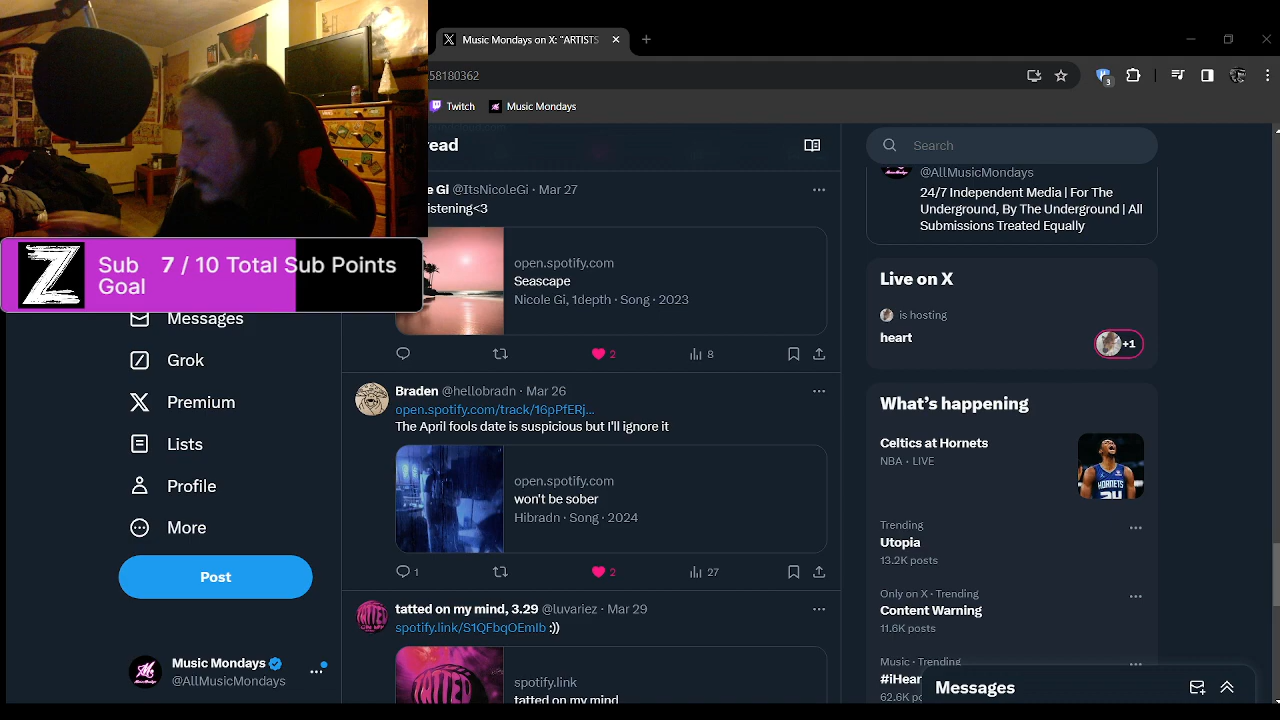 Music Mondays on X: "ARTISTS
58180362
3
Twitch
Music Mondays
Sub Goal
7 / 10 Total Sub Points
Messages
Grok
Premium
Lists
Profile
More
Post
Music Mondays
@AllMusicMondays
ead
e Gi @ItsNicoleGi · Mar 27
istening<3
open.spotify.com
Seascape
Nicole Gi, 1depth · Song · 2023
2
8
Braden @hellobradn · Mar 26
open.spotify.com/track/16pPfERj...
The April fools date is suspicious but I'll ignore it
open.spotify.com
won't be sober
Hibradn · Song · 2024
1
2
27
tatted on my mind, 3.29 @luvariez · Mar 29
spotify.link/S1QFbqOEmIb :))
TATTED
spotify.link
tatted on my mind
Search
@AllMusicMondays
24/7 Independent Media | For The
Underground, By The Underground | All
Submissions Treated Equally
Live on X
is hosting
heart
+1
What's happening
Celtics at Hornets
NBA · LIVE
HORNETS
Trending
Utopia
13.2K posts
Only on X · Trending
Content Warning
11.6K posts
Music · Trending
#iHear
62.6K po
Messages